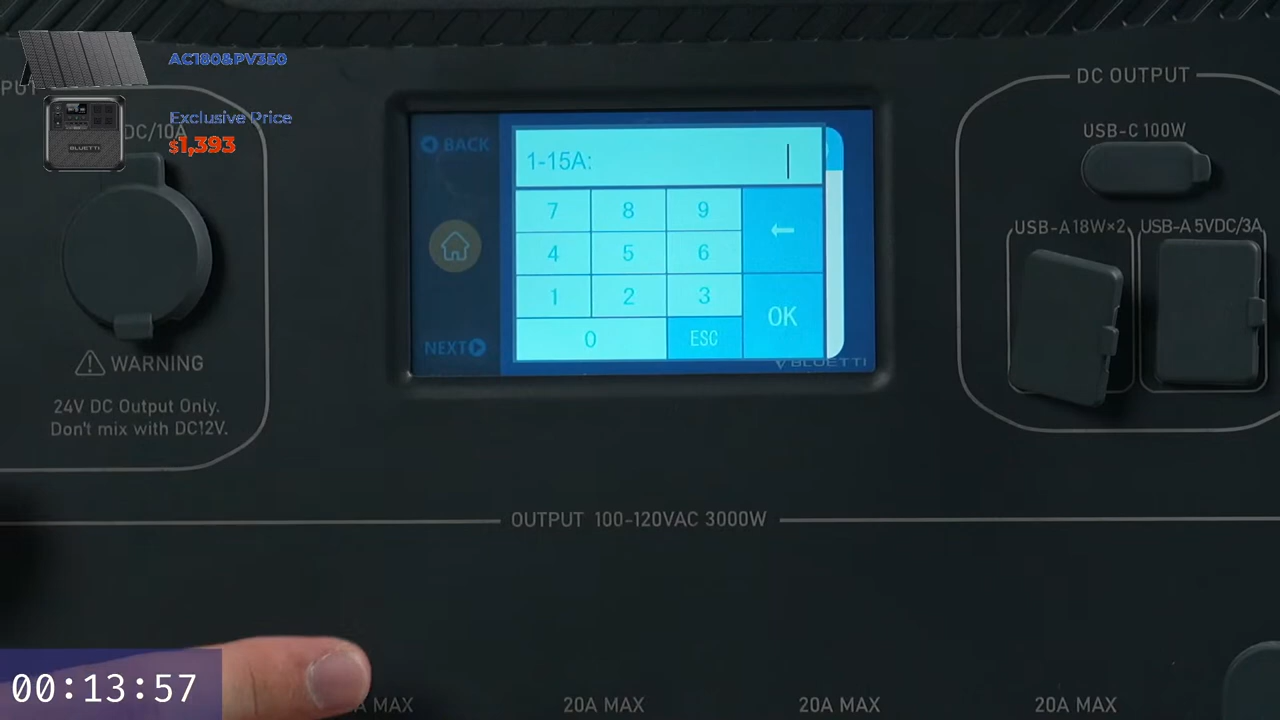 AC180&PV350
Exclusive Price
$1,393
BLUETTI
DC/10A
WARNING
24V DC Output Only.
Don't mix with DC12V.
BACK
NEXT
1-15A:
7 8 9
4 5 6
1 2 3
0 ESC OK
BLUETTI
DC OUTPUT
USB-C 100W
USB-A 18W×2
USB-A 5VDC/3A
OUTPUT 100-120VAC 3000W
MAX
20A MAX
20A MAX
20A MAX
00:13:57